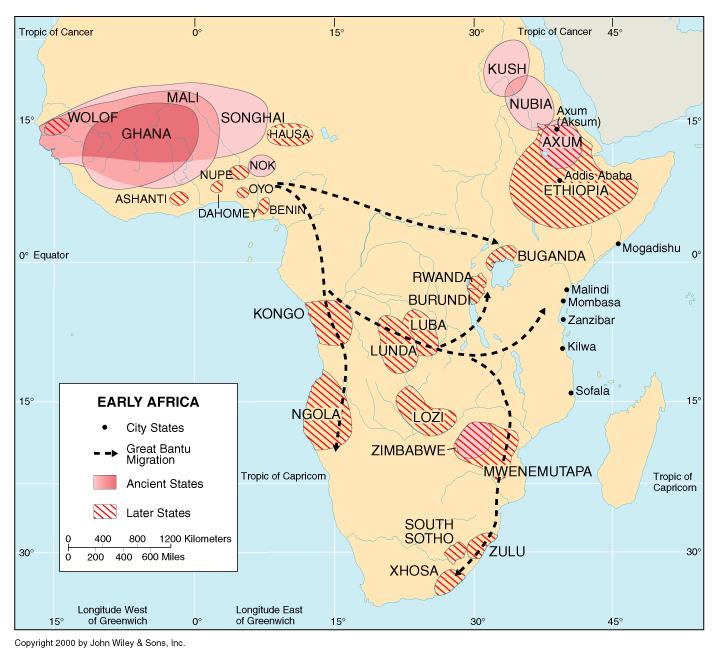 Tropic of Cancer
0°
15°
30°
Tropic of Cancer
45°
KUSH
NUBIA
MALI
WOLOF
SONGHAI
GHANA
HAUSA
15°
15°
Axum
(Aksum)
AXUM
NOK
NUPE
Addis Ababa
OYO
ETHIOPIA
ASHANTI
DAHOMEY
BENIN
Mogadishu
0° Equator
0°
BUGANDA
RWANDA
BURUNDI
Malindi
Mombasa
KONGO
Zanzibar
LUBA
LUNDA
Kilwa
Sofala
15°
15°
NGOLA
LOZI
ZIMBABWE
MWENEMUTAPA
Tropic of Capricorn
Tropic of
Capricorn
EARLY AFRICA
City States
Great Bantu
Migration
Ancient States
Later States
0 400 800 1200 Kilometers
0 200 400 600 Miles
SOUTH
SOTHO
ZULU
XHOSA
30°
30°
Longitude West
of Greenwich
Longitude East
of Greenwich
15°
0°
15°
30°
45°
Copyright 2000 by John Wiley & Sons, Inc.